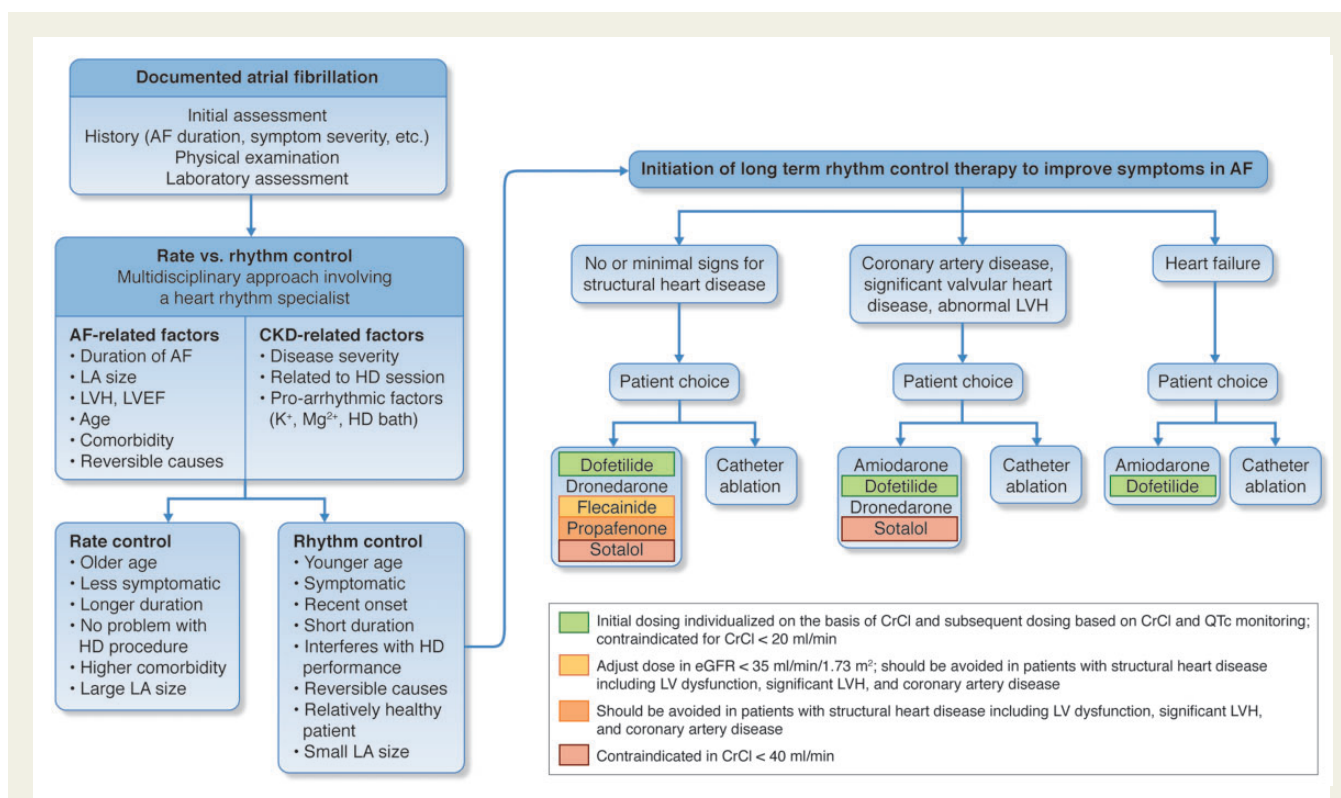 Documented atrial fibrillation
Initial assessment
History (AF duration, symptom severity, etc.)
Physical examination
Laboratory assessment
Rate vs. rhythm control
Multidisciplinary approach involving
a heart rhythm specialist
AF-related factors
• Duration of AF
• LA size
• LVH, LVEF
• Age
• Comorbidity
• Reversible causes
CKD-related factors
• Disease severity
• Related to HD session
• Pro-arrhythmic factors
(K⁺, Mg²⁺, HD bath)
Rate control
• Older age
• Less symptomatic
• Longer duration
• No problem with
HD procedure
• Higher comorbidity
• Large LA size
Rhythm control
• Younger age
• Symptomatic
• Recent onset
• Short duration
• Interferes with HD
performance
• Reversible causes
• Relatively healthy
patient
• Small LA size
Initiation of long term rhythm control therapy to improve symptoms in AF
No or minimal signs for
structural heart disease
Patient choice
Dofetilide
Dronedarone
Flecainide
Propafenone
Sotalol
Catheter
ablation
Coronary artery disease,
significant valvular heart
disease, abnormal LVH
Patient choice
Amiodarone
Dofetilide
Dronedarone
Sotalol
Catheter
ablation
Heart failure
Patient choice
Amiodarone
Dofetilide
Catheter
ablation
Initial dosing individualized on the basis of CrCl and subsequent dosing based on CrCl and QTc monitoring;
contraindicated for CrCl < 20 ml/min
Adjust dose in eGFR < 35 ml/min/1.73 m²; should be avoided in patients with structural heart disease
including LV dysfunction, significant LVH, and coronary artery disease
Should be avoided in patients with structural heart disease including LV dysfunction, significant LVH,
and coronary artery disease
Contraindicated in CrCl < 40 ml/min